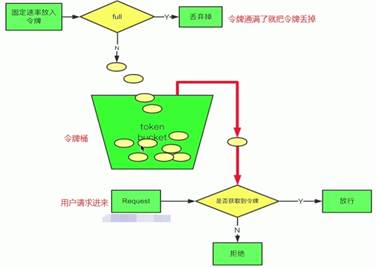 固定速率放入
令牌
full
Y
丢弃掉
令牌通满了就把令牌丢掉
N
令牌桶
token
bucket
用户请求进来
Request
是否获取到令牌
Y
放行
N
拒绝